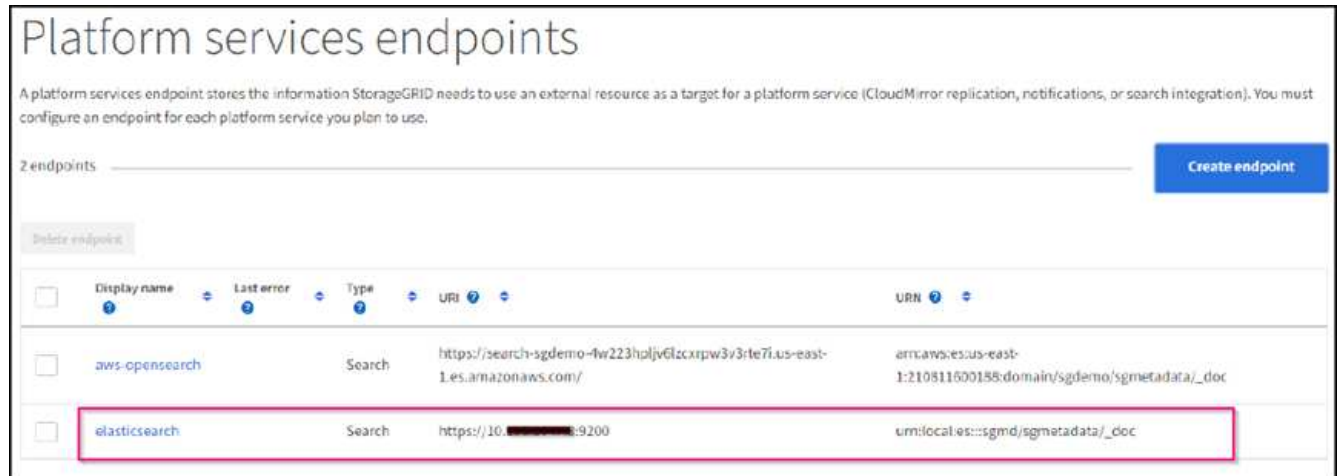 Platform services endpoints
A platform services endpoint stores the information StorageGRID needs to use an external resource as a target for a platform service (CloudMirror replication, notifications, or search integration). You must
configure an endpoint for each platform service you plan to use.
2 endpoints
Create endpoint
Delete endpoint
Display name Last error Type URI URN
aws-opensearch Search https://search-sgdemo-4w223hpljv6lzcxrpw3v3rte7i.us-east- arn:aws:es:us-east-
1.es.amazonaws.com/ 1:210811600188:domain/sgdemo/sgmetadata/_doc
elasticsearch Search https://10. :9200 urn:local:es:::sgmd/sgmetadata/_doc